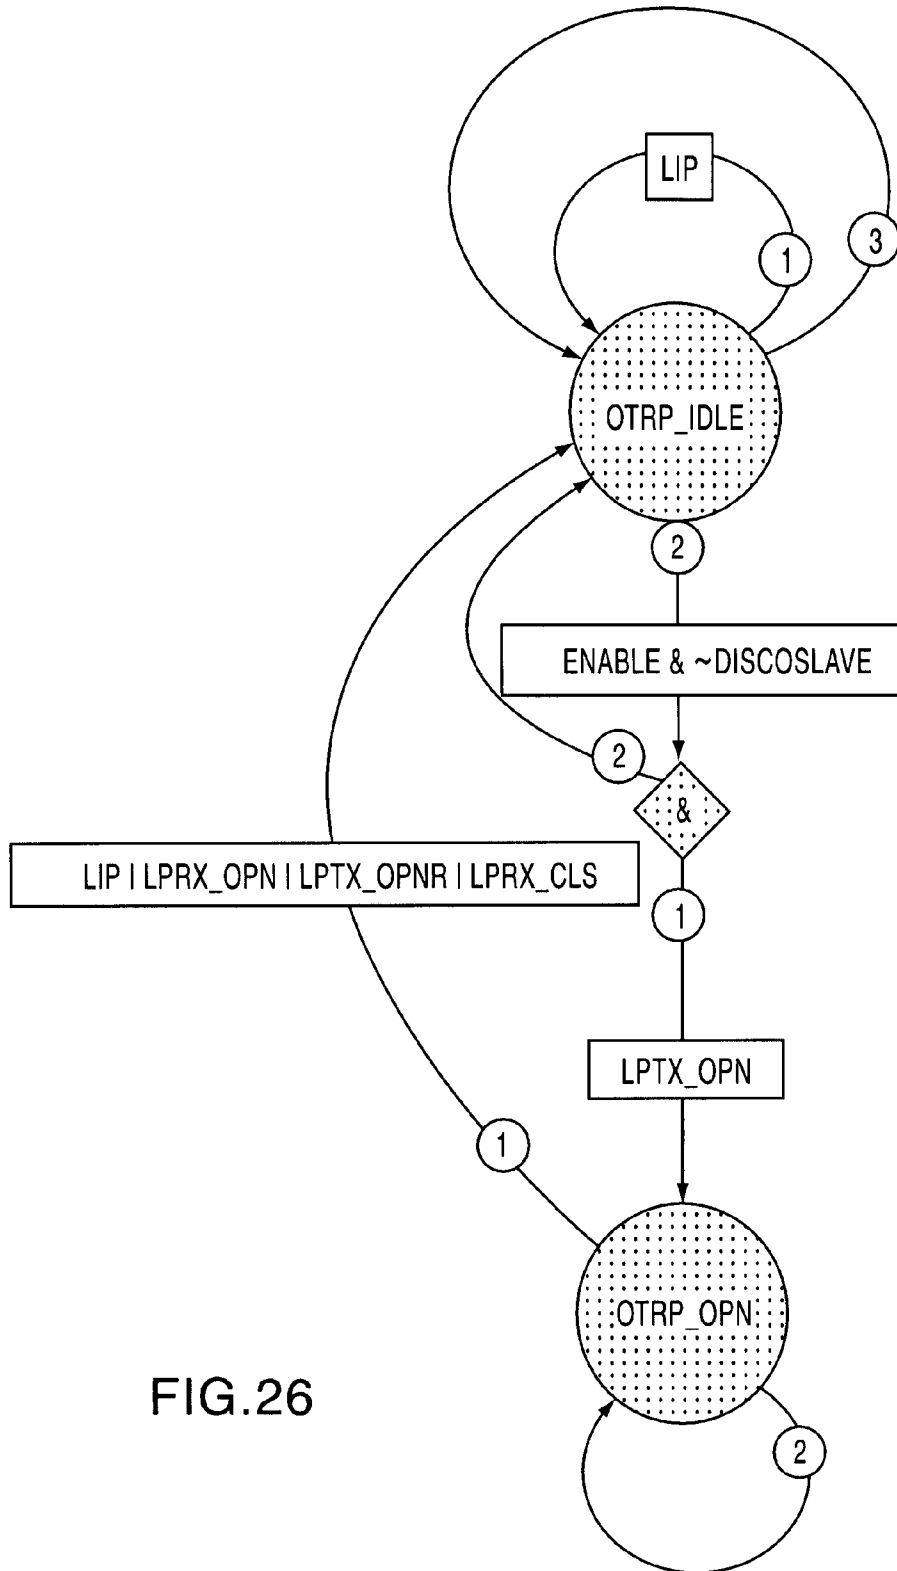 LIP
3
1
OTRP_IDLE
2
ENABLE & ~DISCOSLAVE
2
&
LIP | LPRX_OPN | LPTX_OPNR | LPRX_CLS
1
LPTX_OPN
1
OTRP_OPN
FIG.26
2